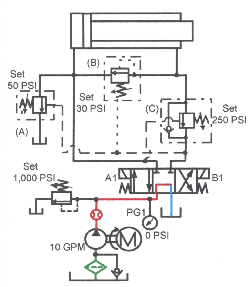 (B)
Set
50 PSI
Set
30 PSI
(C)
Set
250 PSI
(A)
Set
1,000 PSI
A1
B1
PG1
0 PSI
10 GPM
M